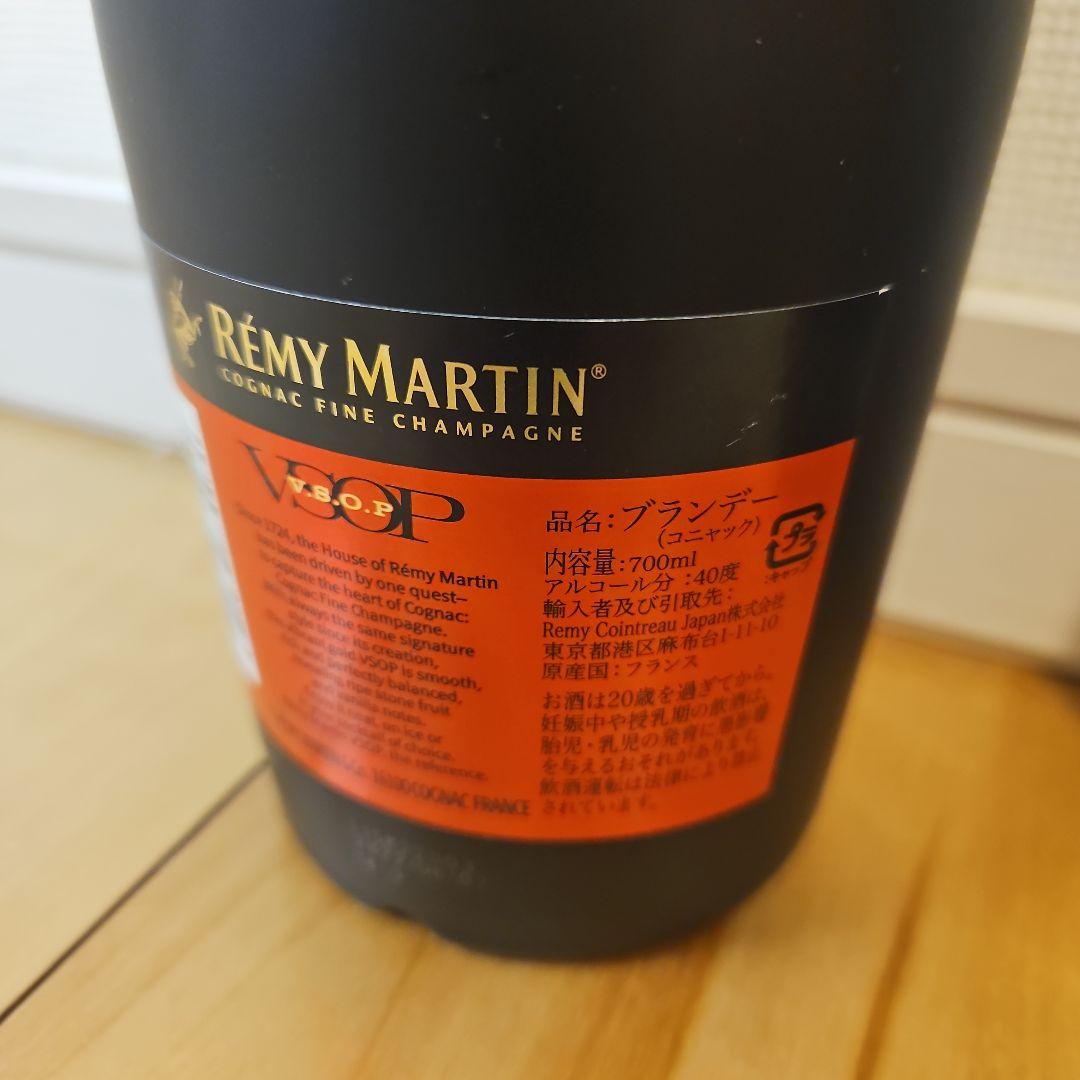 RÉMY MARTIN®
COGNAC FINE CHAMPAGNE
VSOP
V.S.O.P
Since 1724, the House of Rémy Martin
has been driven by one quest–
to capture the heart of Cognac:
Cognac Fine Champagne.
always the same signature
style since its creation,
gold VSOP is smooth,
and perfectly balanced,
ripe stone fruit
vanilla notes.
on ice or
of choice.
VSOP, the reference.
COGNAC FRANCE
品名:ブランデー
(コニャック)
プラ
:キャップ
内容量:700ml
アルコール分 :40度
輸入者及び引取先:
Remy Cointreau Japan株式会社
東京都港区麻布台1-11-10
原産国:フランス
お酒は20歳を過ぎてから。
妊娠中や授乳期の飲酒は、
胎児・乳児の発育に悪影響
を与えるおそれがあります。
飲酒運転は法律により禁止
されています。